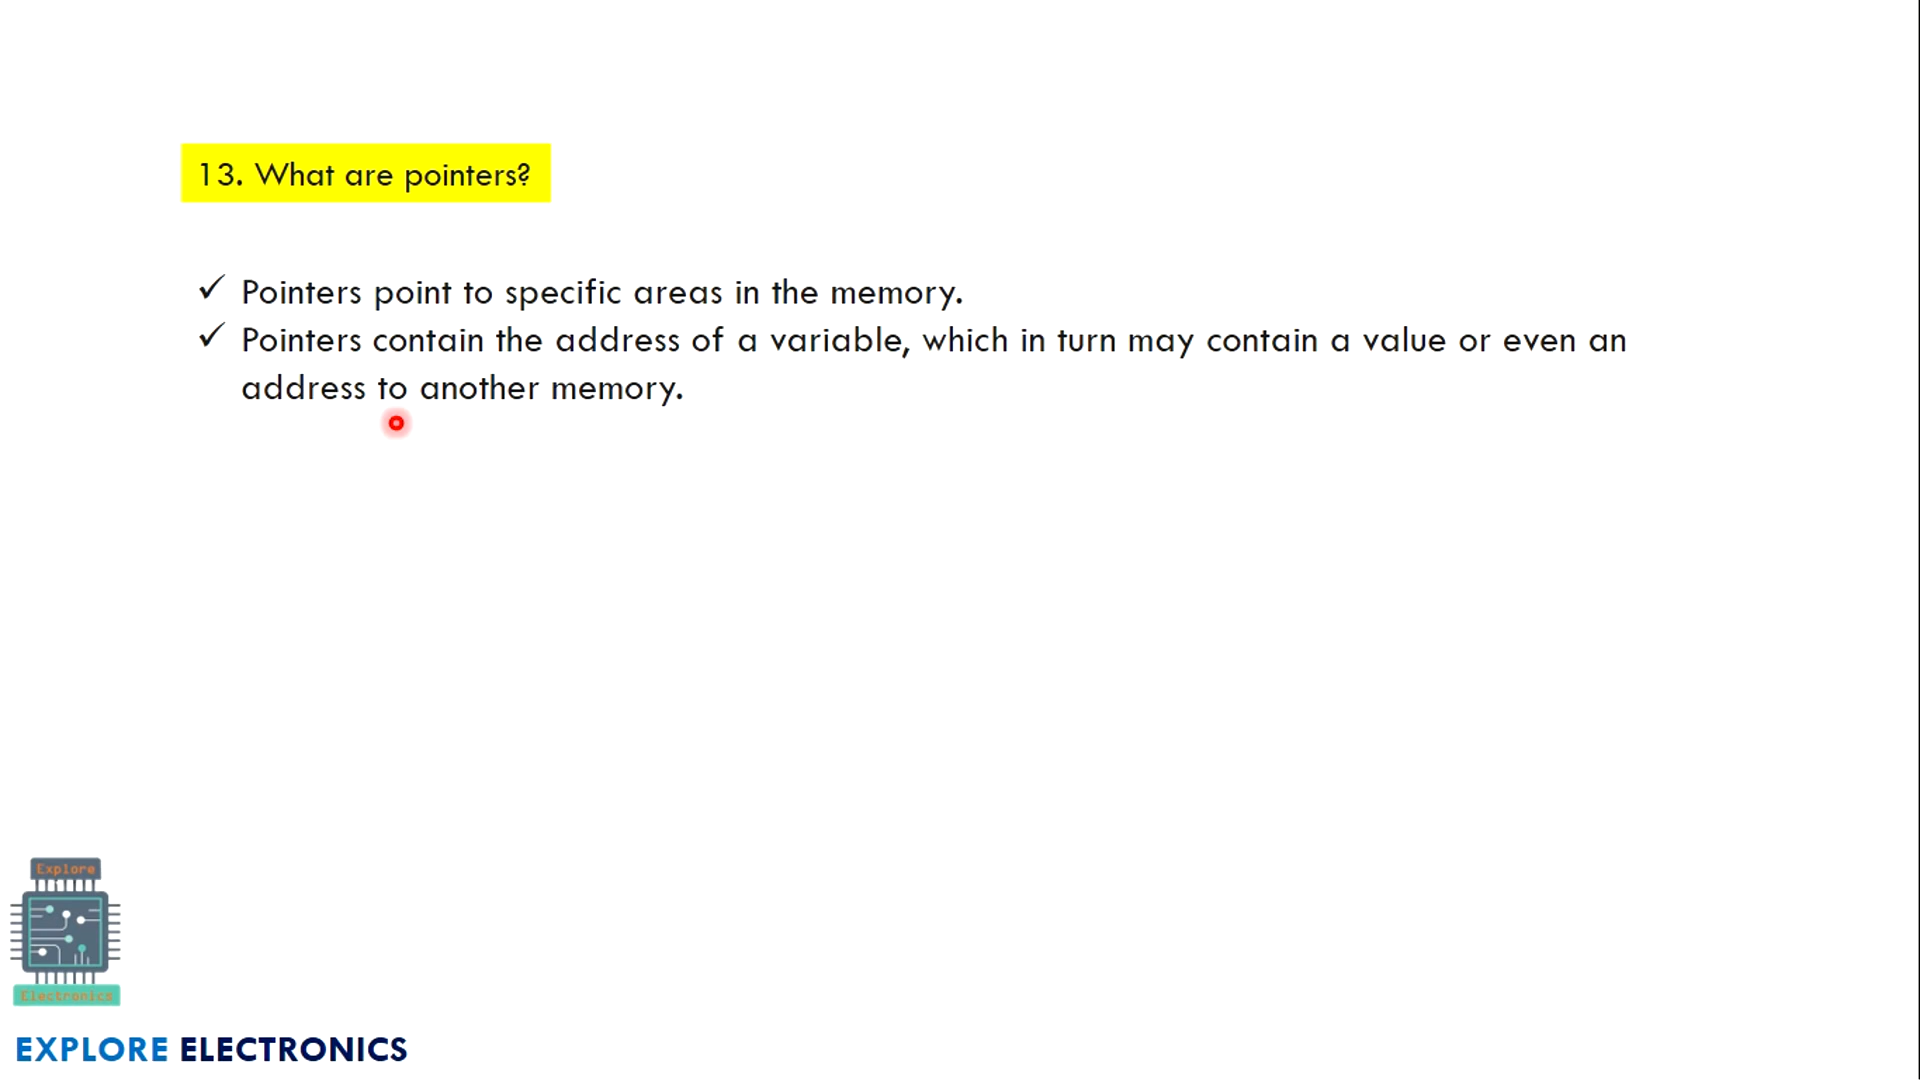 13. What are pointers?
✓ Pointers point to specific areas in the memory.
✓ Pointers contain the address of a variable, which in turn may contain a value or even an
address to another memory.
Explore
Electronics
EXPLORE ELECTRONICS